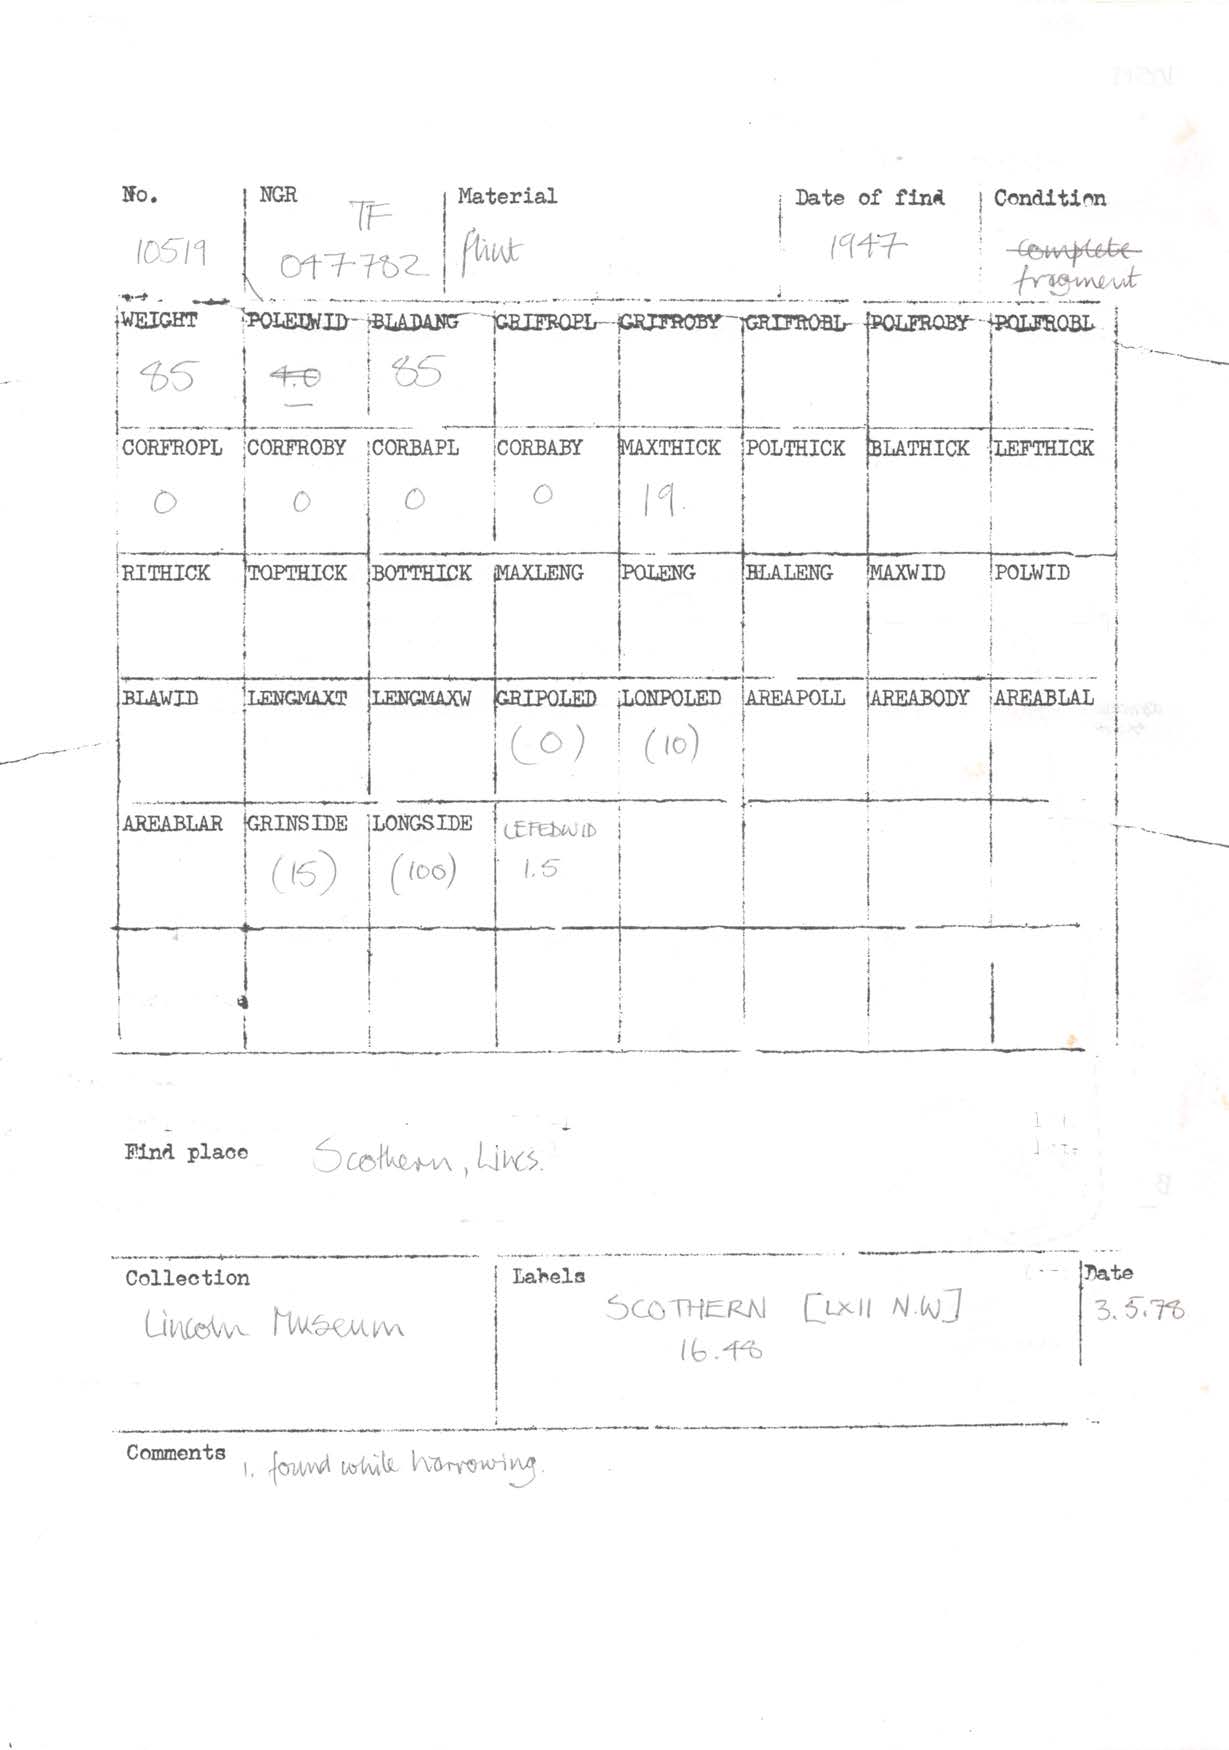 No. NGR Material Date of find Condition
TF
10519 047782 flint 1947 complete
fragment
WEIGHT POLEDWID BLADANG GRIFROPL GRIFROBY GRIFROBL POLFROBY POLFROBL
85 4.0 85
CORFROPL CORFROBY CORBAPL CORBABY MAXTHICK POLTHICK BLATHICK LEFTHICK
0 0 0 0 19.
RITHICK TOPTHICK BOTTHICK MAXLENG POLENG BLALENG MAXWID POLWID
BLAWID LENGMAXT LENGMAXW GRIPOLED LONPOLED AREAPOLL AREABODY AREABLAL
(0) (10)
AREABLAR GRINSIDE LONGSIDE LEFEDWID
(15) (100) 1.5
Find place Scothern, Lincs.
Collection Labels Date
Lincoln Museum SCOTHERN [LXII N.W] 3.5.78
16.48
Comments 1. found while harrowing.